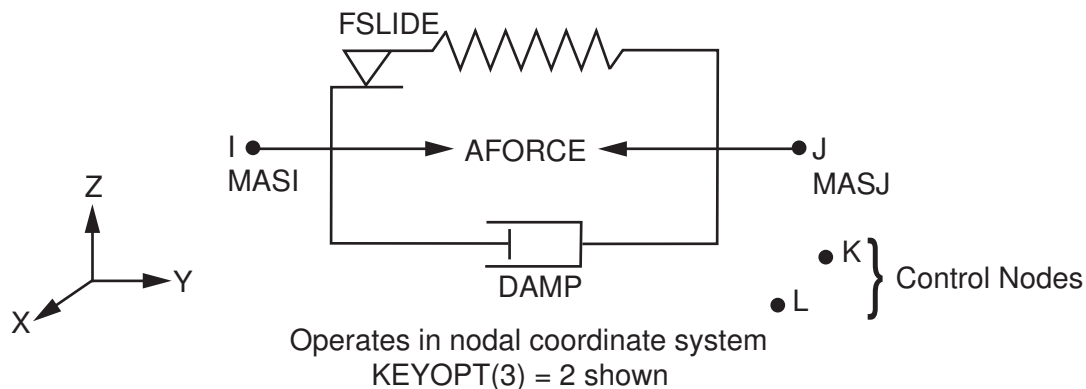 FSLIDE
I
AFORCE
J
MASI
MASJ
Z
Y
X
K
L
Control Nodes
DAMP
Operates in nodal coordinate system
KEYOPT(3) = 2 shown